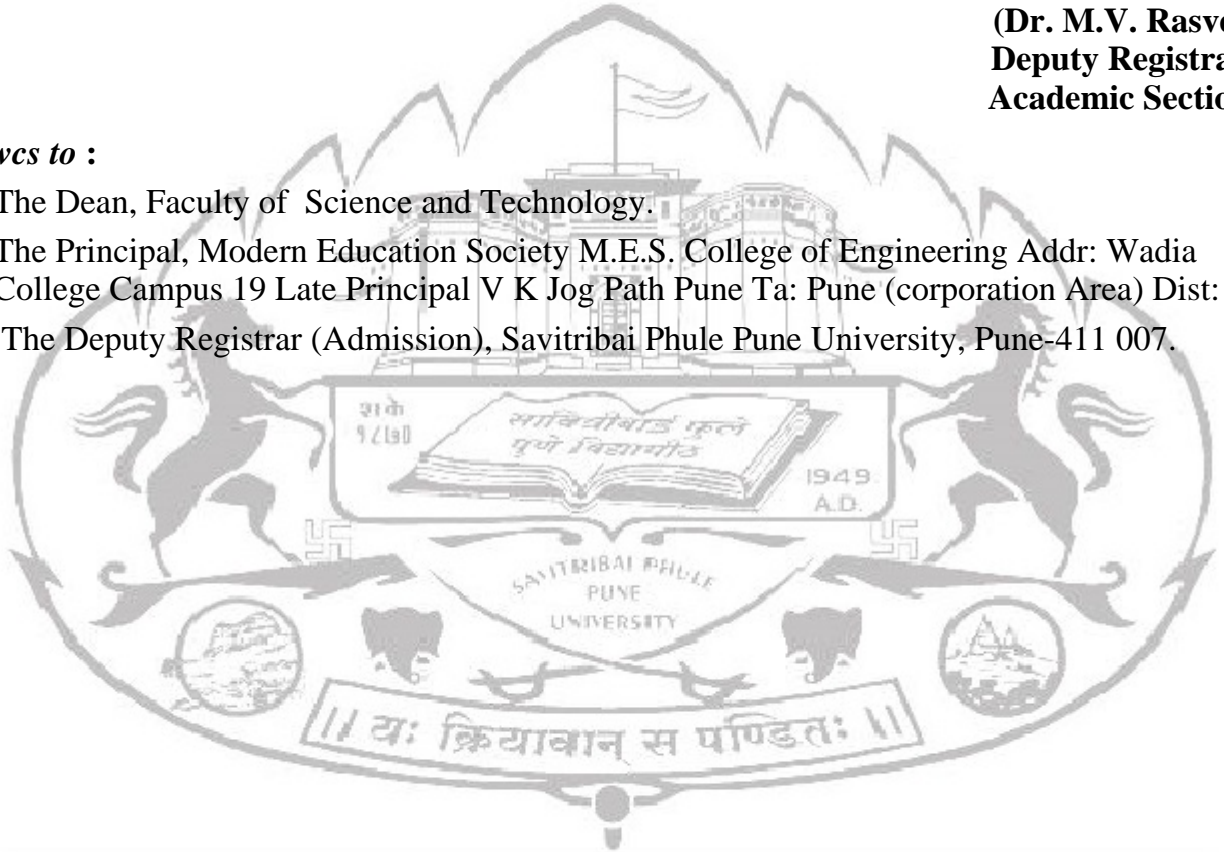 (Dr. M.V. Rasve
Deputy Registra
Academic Sectio
wcs to :
The Dean, Faculty of Science and Technology.
The Principal, Modern Education Society M.E.S. College of Engineering Addr: Wadia
College Campus 19 Late Principal V K Jog Path Pune Ta: Pune (corporation Area) Dist:
The Deputy Registrar (Admission), Savitribai Phule Pune University, Pune-411 007.
शके
१८७०
सावित्रीबाई फुले
पुणे विद्यापीठ
1949
A.D.
SAVITRIBAI PHULE
PUNE
UNIVERSITY
॥ यः क्रियावान् स पण्डितः ॥